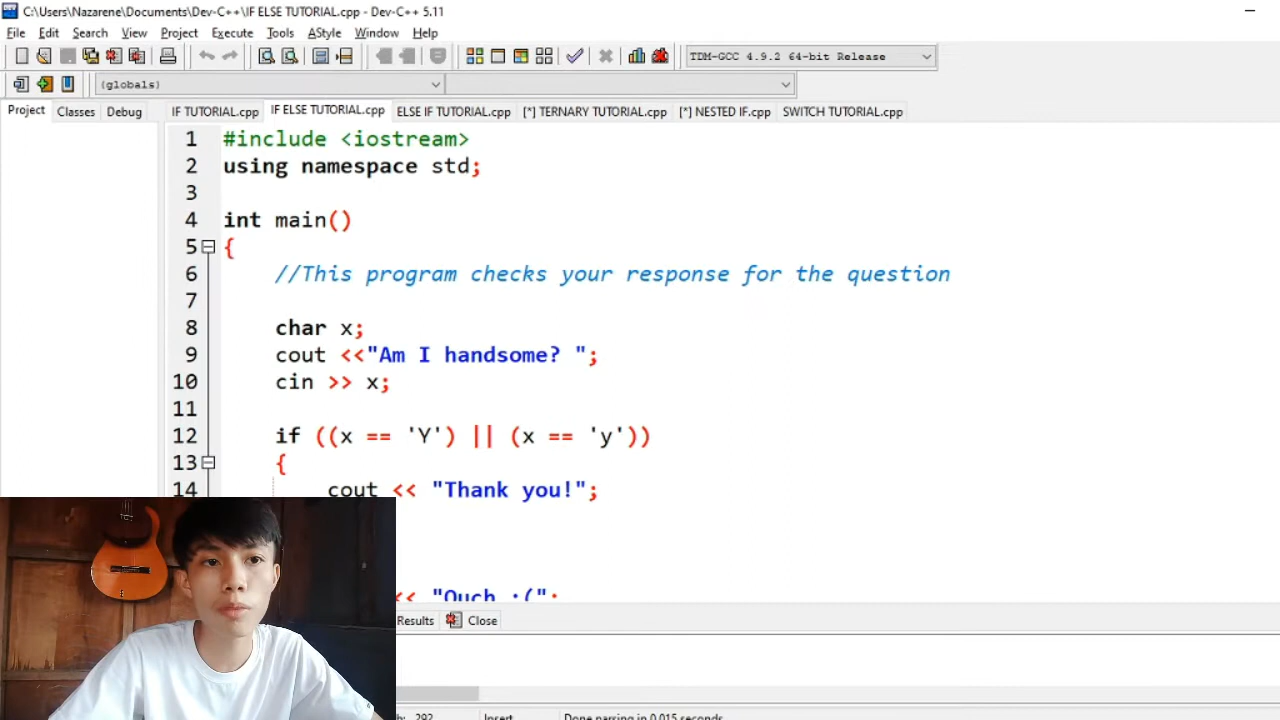 C:\Users\Nazarene\Documents\Dev-C++\IF ELSE TUTORIAL.cpp - Dev-C++ 5.11
File Edit Search View Project Execute Tools AStyle Window Help
TDM-GCC 4.9.2 64-bit Release
(globals)
Project Classes Debug IF TUTORIAL.cpp IF ELSE TUTORIAL.cpp ELSE IF TUTORIAL.cpp [*] TERNARY TUTORIAL.cpp [*] NESTED IF.cpp SWITCH TUTORIAL.cpp
1 #include <iostream>
2 using namespace std;
3
4 int main()
5 {
6 //This program checks your response for the question
7
8 char x;
9 cout <<"Am I handsome? ";
10 cin >> x;
11
12 if ((x == 'Y') || (x == 'y'))
13 {
14 cout << "Thank you!";
<< "Ouch :(";
Results Close
292 Insert Done parsing in 0.015 seconds